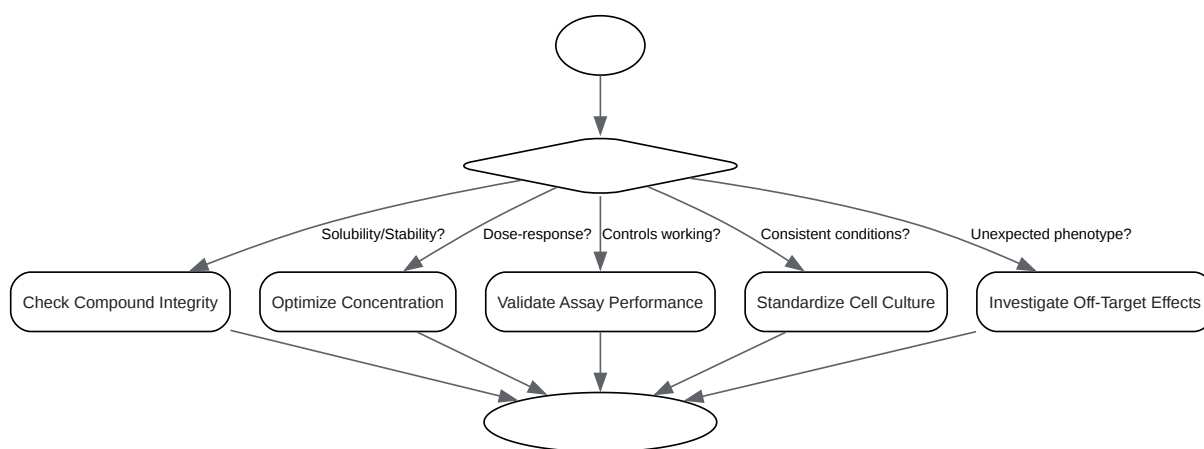 Solubility/Stability?
Dose-response?
Controls working?
Consistent conditions?
Unexpected phenotype?
Check Compound Integrity
Optimize Concentration
Validate Assay Performance
Standardize Cell Culture
Investigate Off-Target Effects